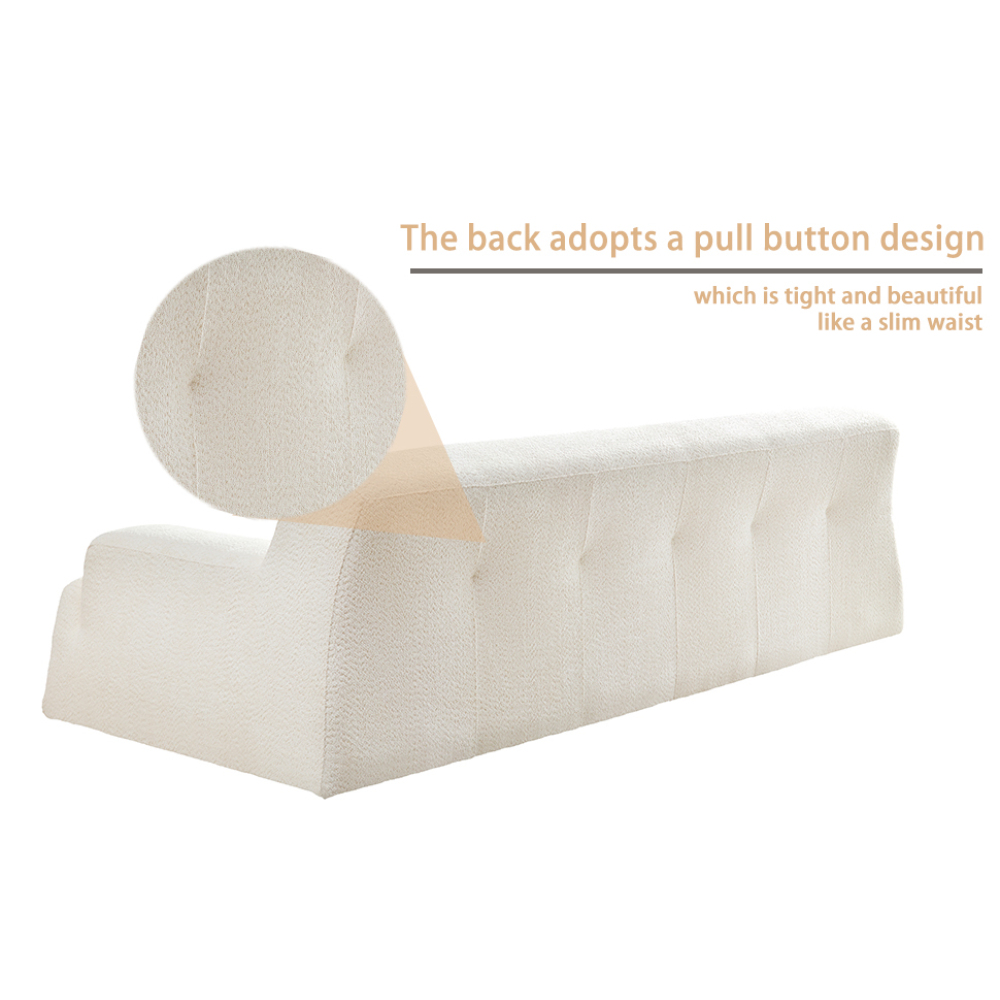 The back adopts a pull button design
which is tight and beautiful
like a slim waist